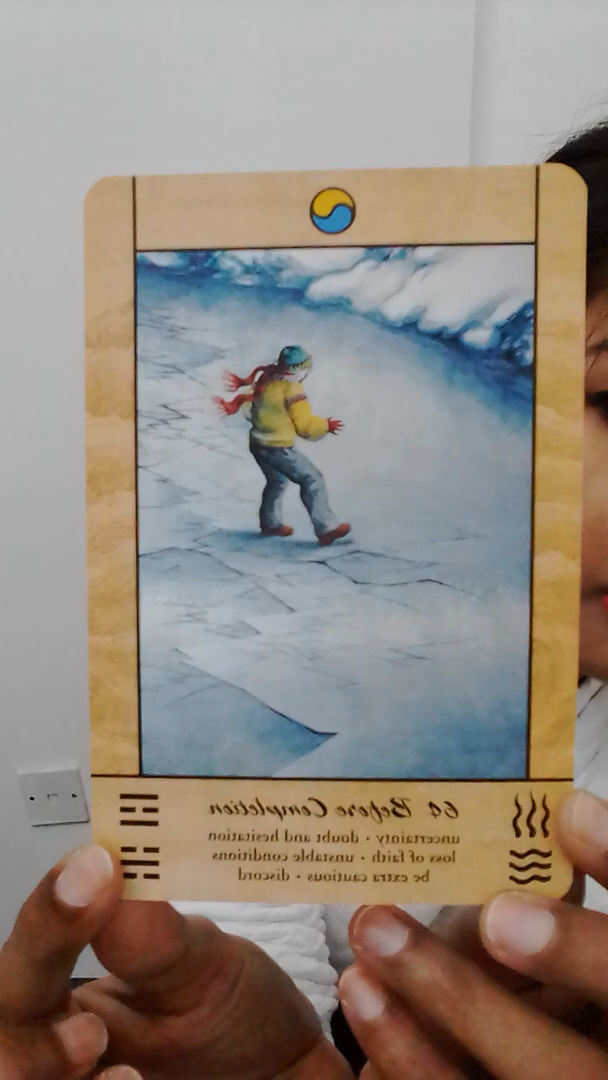 64 Before Completion
uncertainty • doubt and hesitation
loss of faith • unstable conditions
be extra cautious • discord